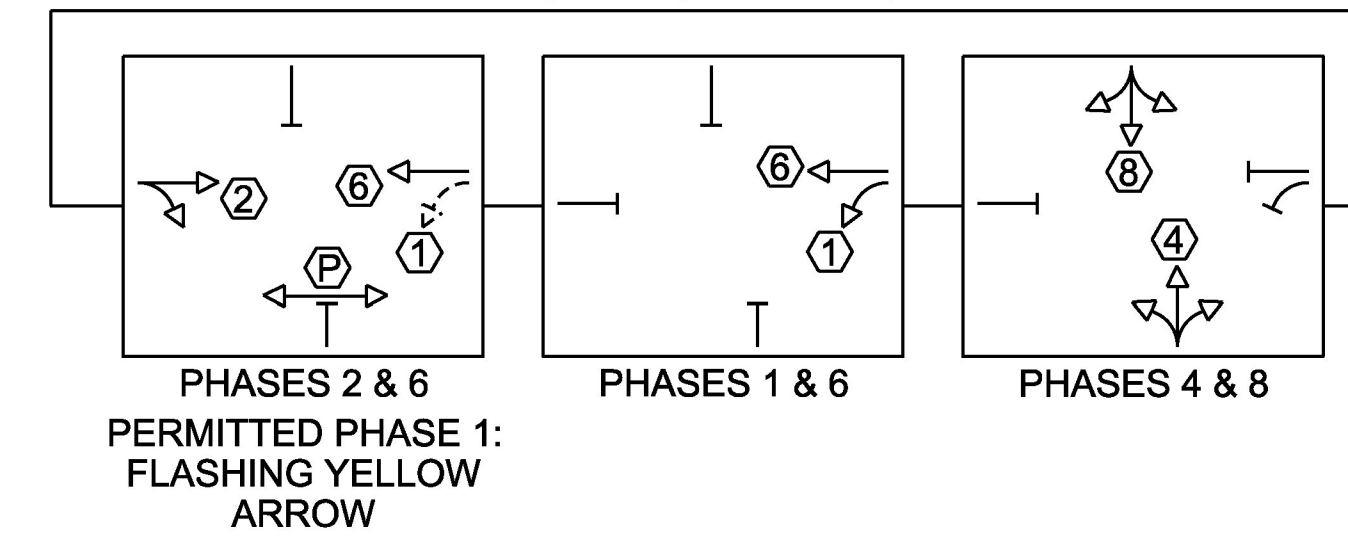 8
6
6
2
6
4
1
1
P
PHASES 2 & 6
PHASES 1 & 6
PHASES 4 & 8
PERMITTED PHASE 1:
FLASHING YELLOW
ARROW